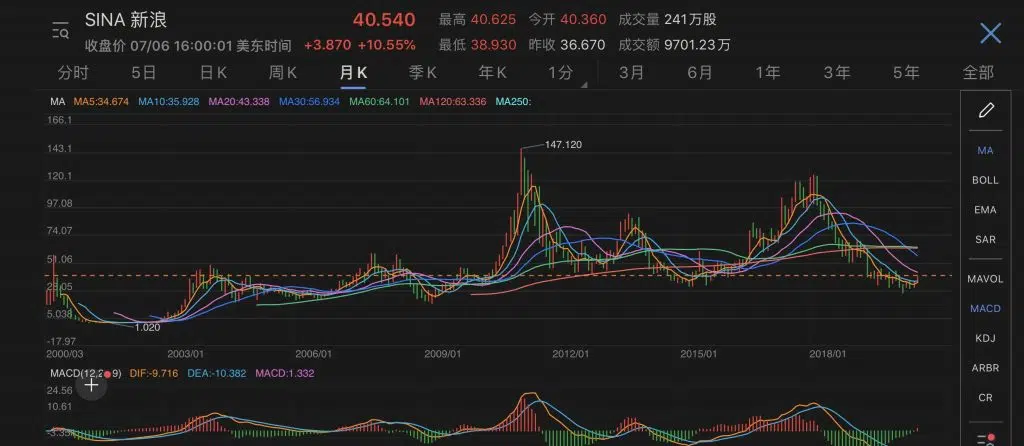 SINA 新浪 40.540 最高 40.625 今开 40.360 成交量 241万股
收盘价 07/06 16:00:01 美东时间 +3.870 +10.55% 最低 38.930 昨收 36.670 成交额 9701.23万
分时 5日 日K 周K 月K 季K 年K 1分 3月 6月 1年 3年 5年 全部
MA MA5:34.674 MA10:35.928 MA20:43.338 MA30:56.934 MA60:64.101 MA120:63.336 MA250:
166.1
143.1
147.120
120.1
97.08
74.07
51.06
28.05
5.038
1.020
-17.97
2000/03 2003/01 2006/01 2009/01 2012/01 2015/01 2018/01
DIF:-9.716 DEA:-10.382 MACD:1.332
24.56
10.61
MA
BOLL
EMA
SAR
MAVOL
MACD
KDJ
ARBR
CR